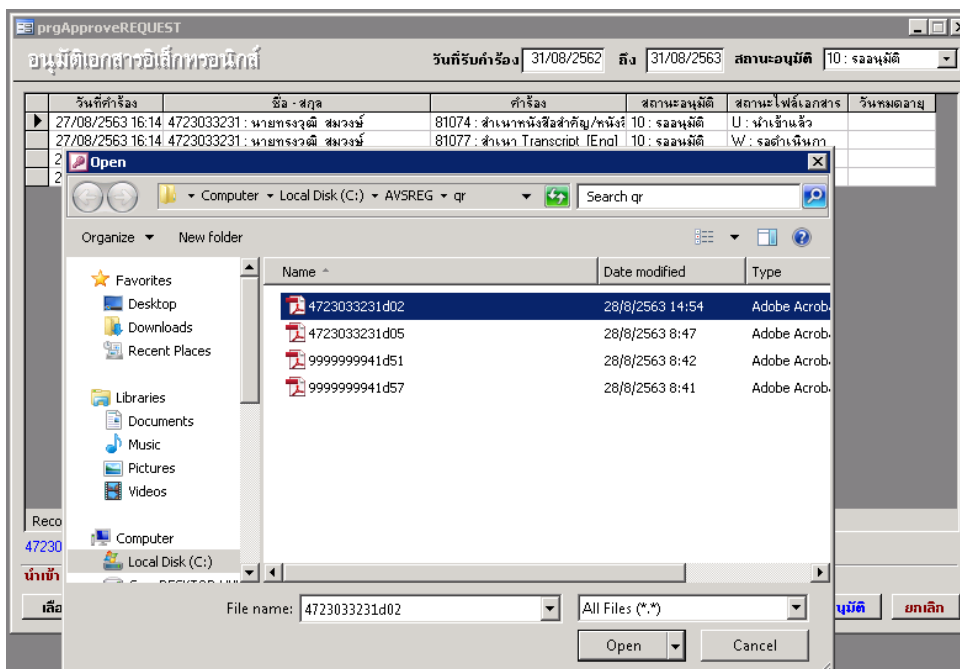 prgApproveREQUEST
อนุมัติเอกสารอิเล็กทรอนิกส์ วันที่รับคำร้อง 31/08/2562 ถึง 31/08/2563 สถานะอนุมัติ 10 : รออนุมัติ
วันที่คำร้อง ชื่อ - สกุล คำร้อง สถานะอนุมัติ สถานะไฟล์เอกสาร วันหมดอายุ
27/08/2563 16:14 4723033231 : นายทรงวุฒิ สมวงษ์ 81074 : สำเนาหนังสือสำคัญ/หนังสื 10 : รออนุมัติ U : นำเข้าแล้ว
27/08/2563 16:14 4723033231 : นายทรงวุฒิ สมวงษ์ 81077 : สำเนา Transcript [Eng] 10 : รออนุมัติ W : รอดำเนินกา
2
2
Open
Computer Local Disk (C:) AVSREG qr Search qr
Organize New folder
Name Date modified Type
Favorites
Desktop 4723033231d02 28/8/2563 14:54 Adobe Acrob
Downloads 4723033231d05 28/8/2563 8:47 Adobe Acrob
Recent Places 9999999941d51 28/8/2563 8:42 Adobe Acrob
9999999941d57 28/8/2563 8:41 Adobe Acrob
Libraries
Documents
Music
Pictures
Videos
Computer
Local Disk (C:)
Reco
47230
นำเข้า
เลือ File name: 4723033231d02 All Files (*.*) นุมัติ ยกเลิก
Open Cancel